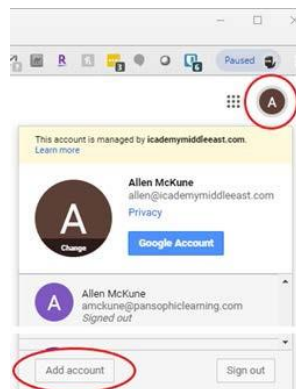 Paused
A
This account is managed by icademymiddleeast.com.
Learn more
A
Change
Allen McKune
allen@icademymiddleeast.com
Privacy
Google Account
A
Allen McKune
amckune@pansophiclearning.com
Signed out
Add account
Sign out